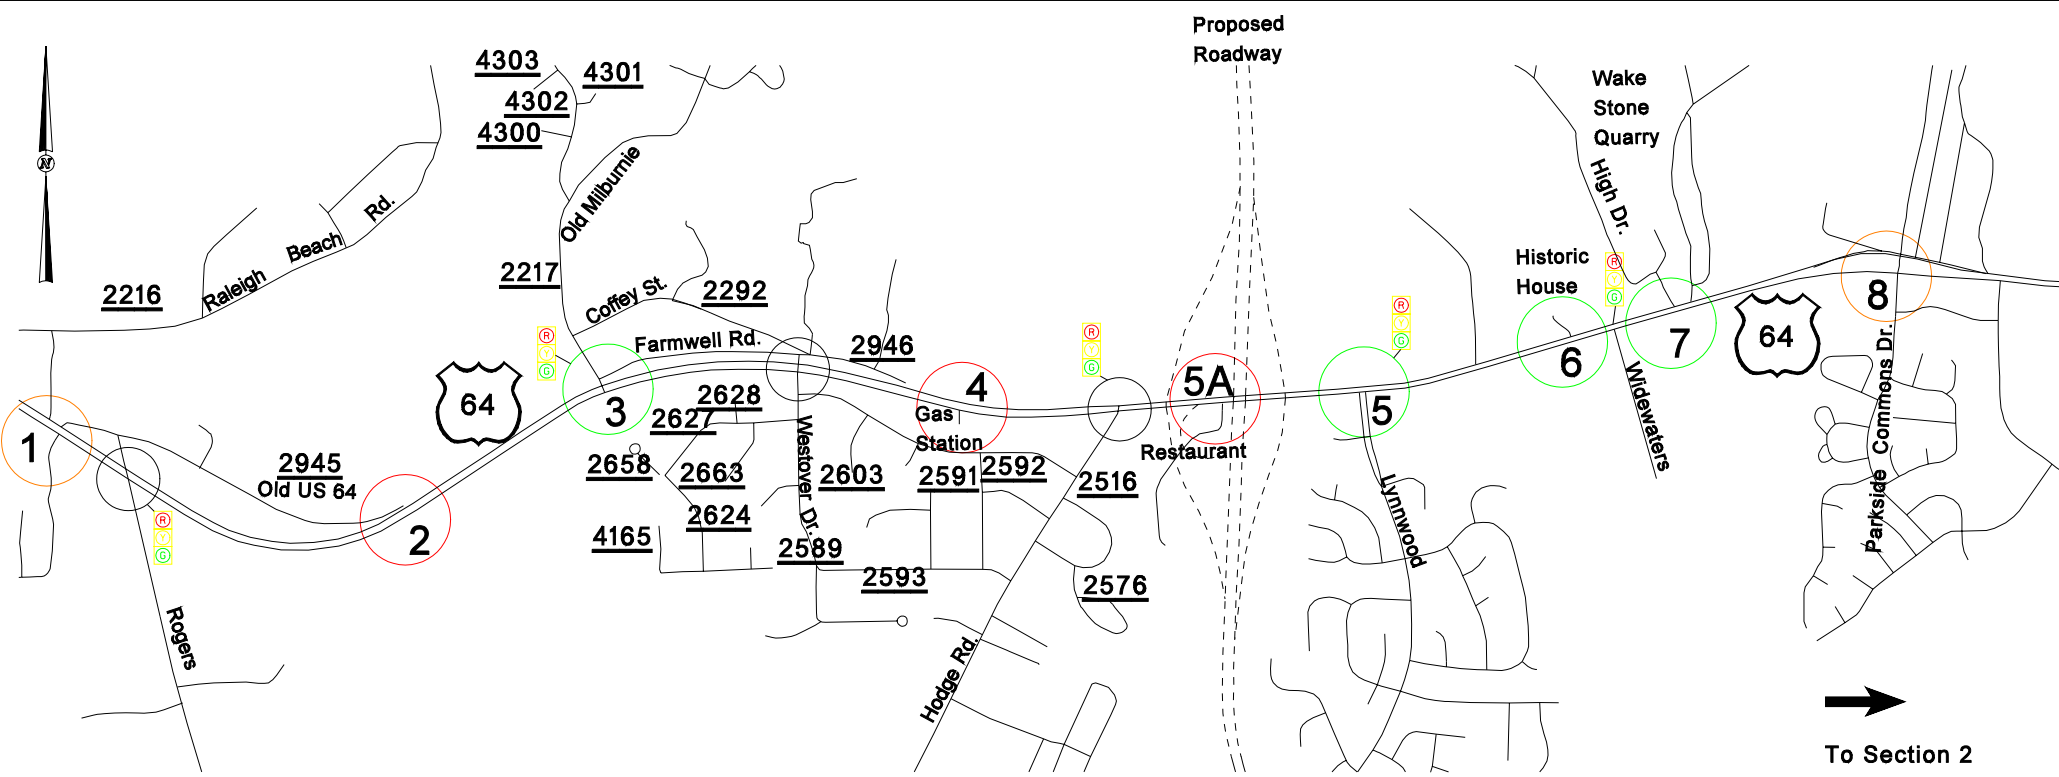 Proposed
Roadway
4303
4301
4302
4300
Wake
Stone
Quarry
N
Old Milburnie
High Dr.
Raleigh Beach Rd.
2216
2217
Coffey St.
2292
Farmwell Rd.
2946
Historic
House
R
Y
G
R
Y
G
R
Y
G
R
Y
G
R
Y
G
64
64
64
1
2
3
4
5A
5
6
7
8
Gas
Station
Restaurant
2628
2627
2658
2663
2603
2591
2592
2516
2624
4165
2589
2593
2576
2945
Old US 64
Westover Dr.
Rogers
Hodge Rd.
Lynnwood
Widewaters
Parkside Commons Dr.
To Section 2